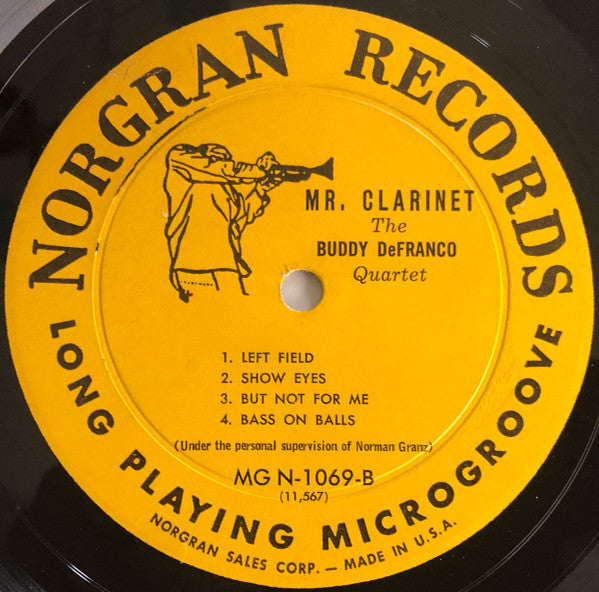 NORGRAN RECORDS
MR. CLARINET
The
BUDDY DeFRANCO
Quartet
1. LEFT FIELD
2. SHOW EYES
3. BUT NOT FOR ME
4. BASS ON BALLS
(Under the personal supervision of Norman Granz)
MG N-1069-B
(11,567)
LONG PLAYING MICROGROOVE
NORGRAN SALES CORP. — MADE IN U.S.A.